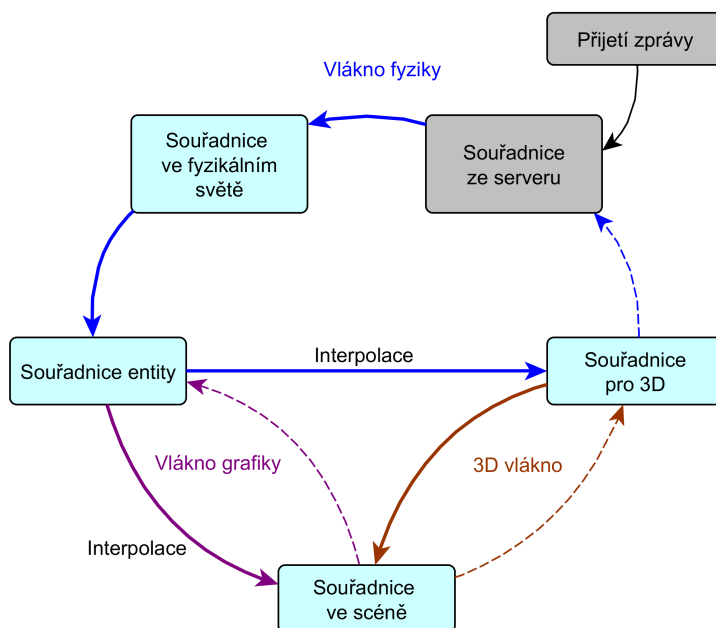 Přijetí zprávy
Vlákno fyziky
Souřadnice
ve fyzikálním
světě
Souřadnice
ze serveru
Souřadnice entity
Interpolace
Souřadnice
pro 3D
Vlákno grafiky
3D vlákno
Interpolace
Souřadnice
ve scéně